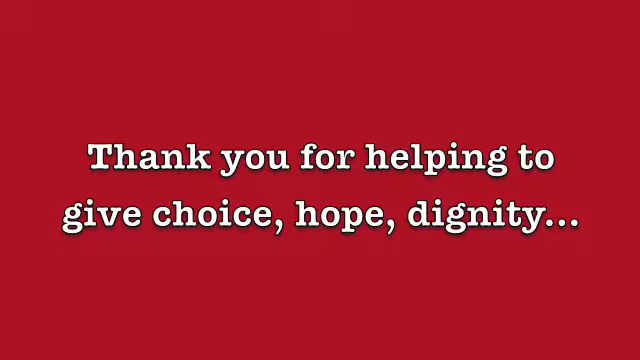 Thank you for helping to
give choice, hope, dignity...